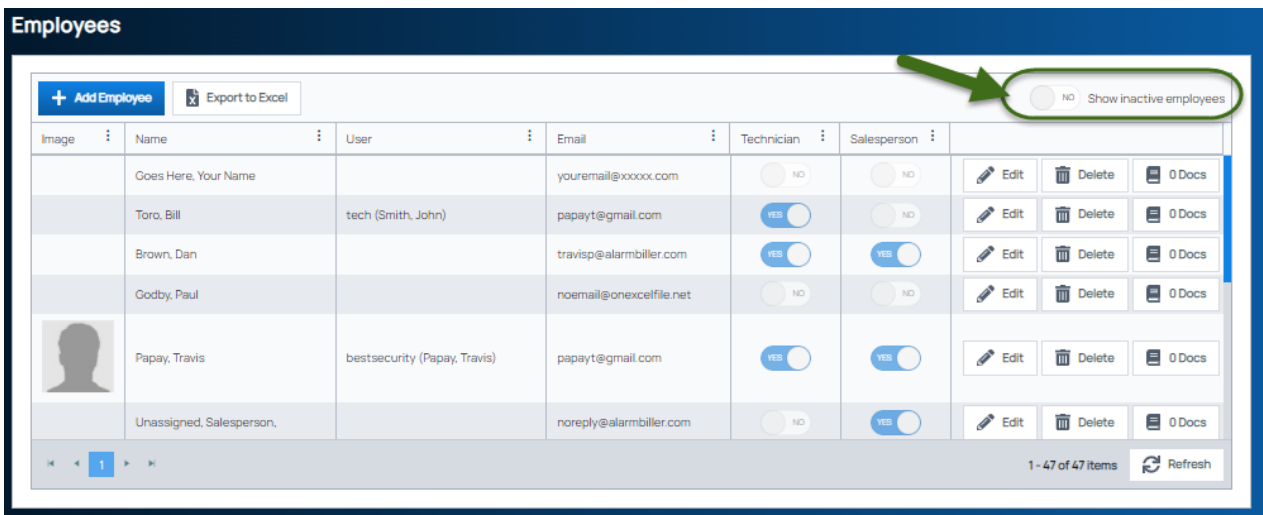 Employees
Add Employee Export to Excel NO Show inactive employees
Image Name User Email Technician Salesperson
Goes Here, Your Name youremail@xxxxx.com NO NO Edit Delete 0 Docs
Toro, Bill tech (Smith, John) papayt@gmail.com YES NO Edit Delete 0 Docs
Brown, Dan travisp@alarmbiller.com YES YES Edit Delete 0 Docs
Godby, Paul noemail@onexcelfile.net NO NO Edit Delete 0 Docs
Papay, Travis bestsecurity (Papay, Travis) papayt@gmail.com YES YES Edit Delete 0 Docs
Unassigned, Salesperson, noreply@alarmbiller.com NO YES Edit Delete 0 Docs
1 1 - 47 of 47 items Refresh